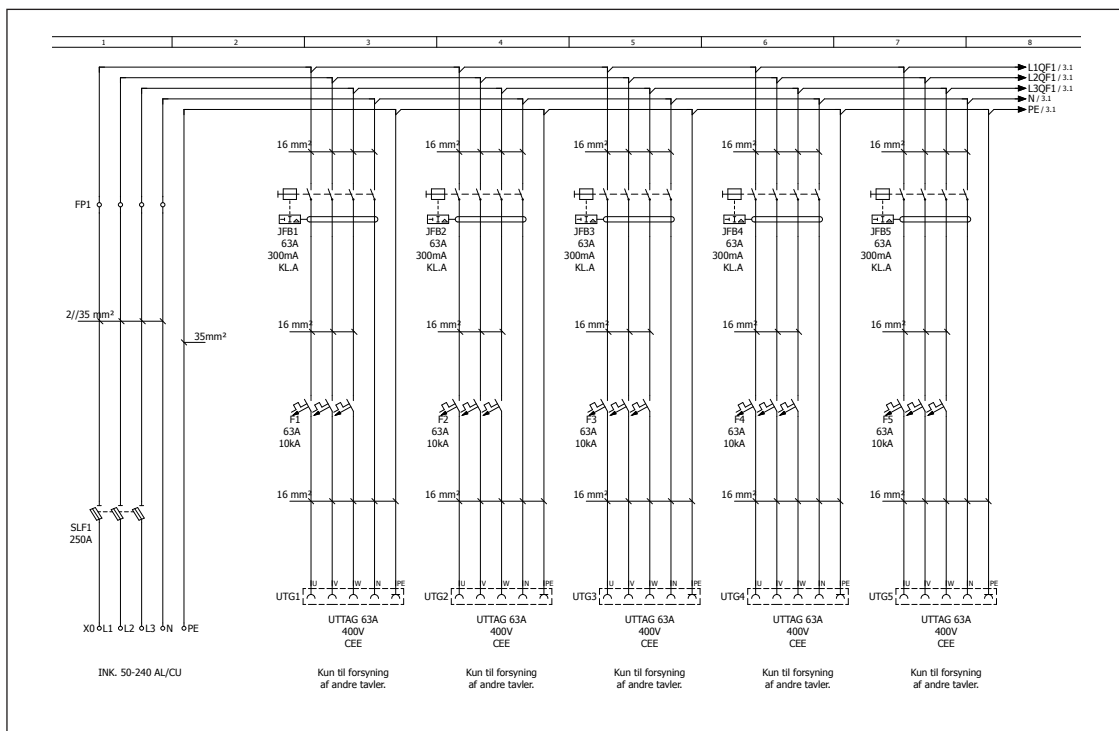 1 2 3 4 5 6 7 8
L1QF1 / 3.1
L2QF1 / 3.1
L3QF1 / 3.1
N / 3.1
PE / 3.1
16 mm² 16 mm² 16 mm² 16 mm² 16 mm²
FP1
JFB1 JFB2 JFB3 JFB4 JFB5
63A 63A 63A 63A 63A
300mA 300mA 300mA 300mA 300mA
KL.A KL.A KL.A KL.A KL.A
2//35 mm²
16 mm² 16 mm² 16 mm² 16 mm² 16 mm²
35mm²
F1 F2 F3 F4 F5
63A 63A 63A 63A 63A
10kA 10kA 10kA 10kA 10kA
16 mm² 16 mm² 16 mm² 16 mm² 16 mm²
SLF1
250A
U V W N PE U V W N PE U V W N PE U V W N PE U V W N PE
UTG1 UTG2 UTG3 UTG4 UTG5
UTTAG 63A UTTAG 63A UTTAG 63A UTTAG 63A UTTAG 63A
X0 L1 L2 L3 N PE
400V 400V 400V 400V 400V
CEE CEE CEE CEE CEE
INK. 50-240 AL/CU
Kun til forsyning Kun til forsyning Kun til forsyning Kun til forsyning Kun til forsyning
af andre tavler. af andre tavler. af andre tavler. af andre tavler. af andre tavler.